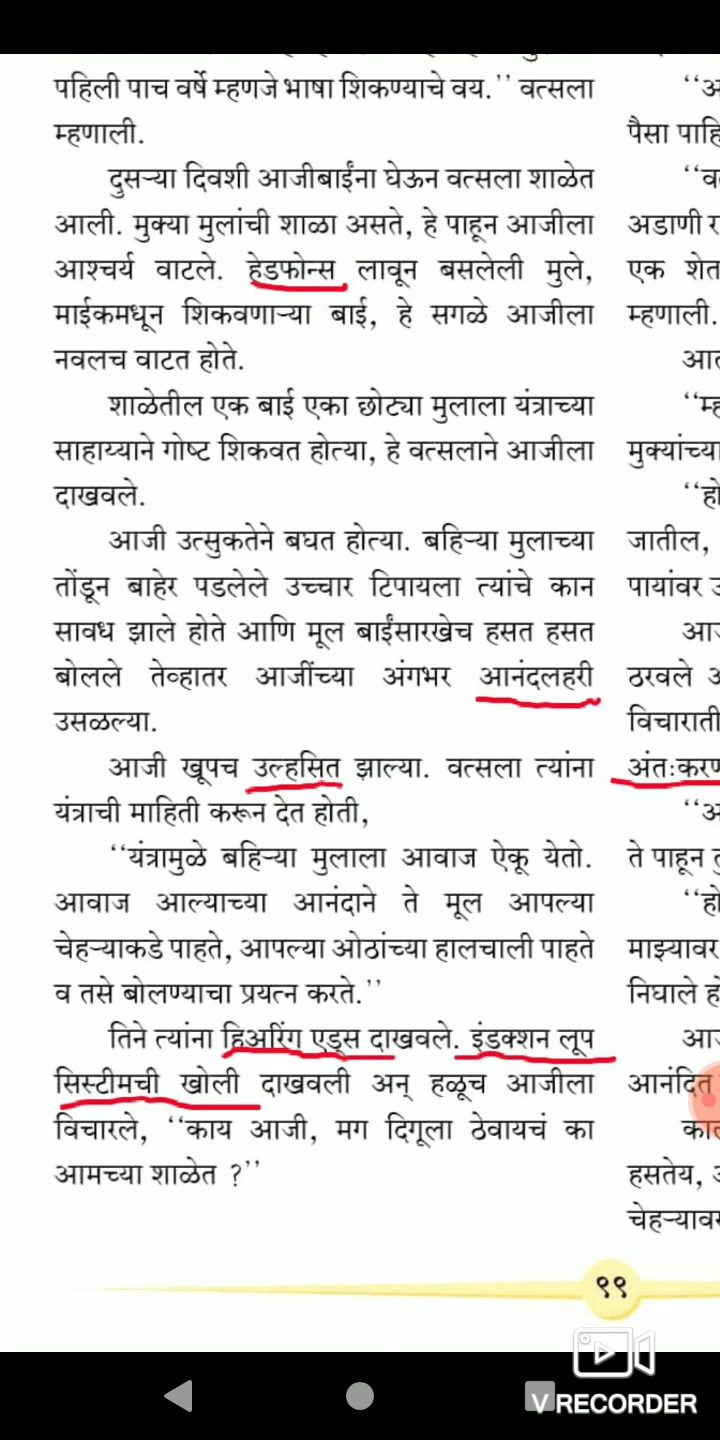 पहिली पाच वर्षे म्हणजे भाषा शिकण्याचे वय.'' वत्सला
म्हणाली.
दुसऱ्या दिवशी आजीबाईंना घेऊन वत्सला शाळेत
आली. मुक्या मुलांची शाळा असते, हे पाहून आजीला
आश्चर्य वाटले. हेडफोन्स लावून बसलेली मुले,
माईकमधून शिकवणाऱ्या बाई, हे सगळे आजीला
नवलच वाटत होते.
शाळेतील एक बाई एका छोट्या मुलाला यंत्राच्या
साहाय्याने गोष्ट शिकवत होत्या, हे वत्सलाने आजीला
दाखवले.
आजी उत्सुकतेने बघत होत्या. बहिऱ्या मुलाच्या
तोंडून बाहेर पडलेले उच्चार टिपायला त्यांचे कान
सावध झाले होते आणि मूल बाईंसारखेच हसत हसत
बोलले तेव्हातर आजींच्या अंगभर आनंदलहरी
उसळल्या.
आजी खूपच उल्हसित झाल्या. वत्सला त्यांना
यंत्राची माहिती करून देत होती,
''यंत्रामुळे बहिऱ्या मुलाला आवाज ऐकू येतो.
आवाज आल्याच्या आनंदाने ते मूल आपल्या
चेहऱ्याकडे पाहते, आपल्या ओठांच्या हालचाली पाहते
व तसे बोलण्याचा प्रयत्न करते.''
तिने त्यांना हिअरिंग एड्स दाखवले. इंडक्शन लूप
सिस्टीमची खोली दाखवली अन् हळूच आजीला
विचारले, ''काय आजी, मग दिगूला ठेवायचं का
आमच्या शाळेत ?''
पैसा
अडाणी
एक
म्हणाली.
जातील,
ते पाहून
निघाले
हसतेय,
९९
V RECORDER